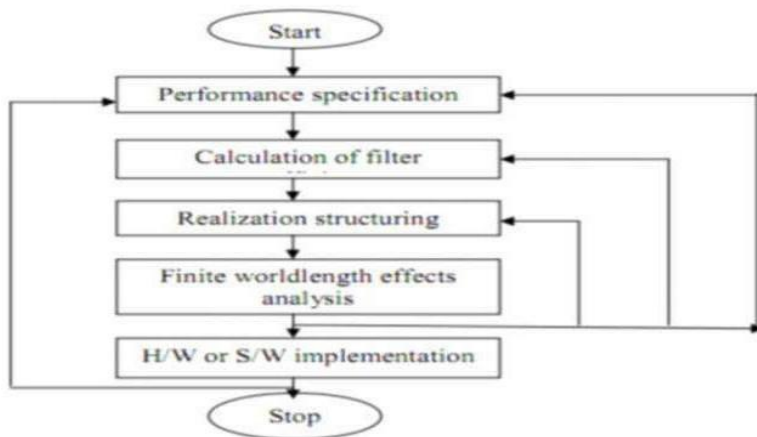 Start
Performance specification
Calculation of filter
Realization structuring
Finite worldlength effects
analysis
H/W or S/W implementation
Stop